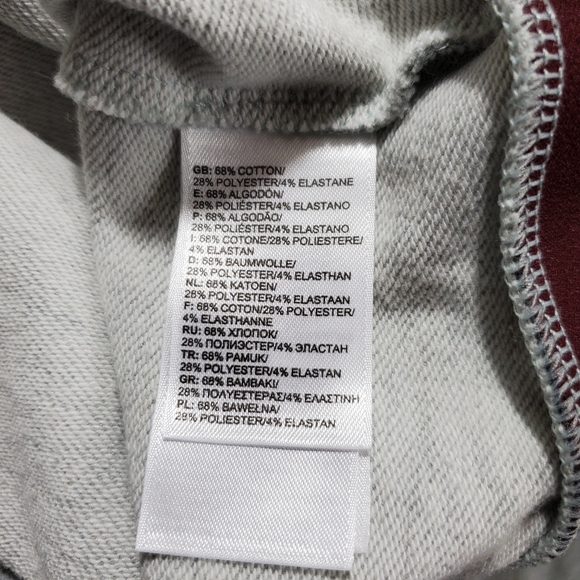 GB: 68% COTTON/
28% POLYESTER/4% ELASTANE
E: 68% ALGODÓN/
28% POLIÉSTER/4% ELASTANO
P: 68% ALGODÃO/
28% POLIÉSTER/4% ELASTANO
I: 68% COTONE/28% POLIESTERE/
4% ELASTAN
D: 68% BAUMWOLLE/
28% POLYESTER/4% ELASTHAN
NL: 68% KATOEN/
28% POLYESTER/4% ELASTAAN
F: 68% COTON/28% POLYESTER/
4% ELASTHANNE
RU: 68% ХЛОПОК/
28% ПОЛИЭСТЕР/4% ЭЛАСТАН
TR: 68% PAMUK/
28% POLYESTER/4% ELASTAN
GR: 68% BAMBAKI/
28% ΠΟΛΥΕΣΤΕΡΑΣ/4% ΕΛΑΣΤΙΝΗ
PL: 68% BAWEŁNA/
28% POLIESTER/4% ELASTAN